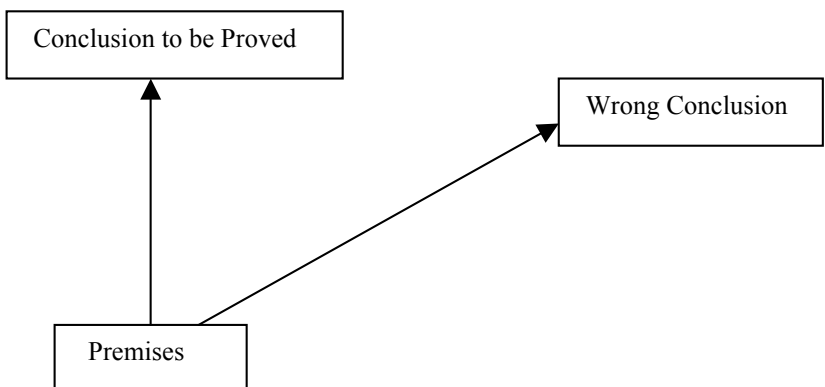 Conclusion to be Proved
Wrong Conclusion
Premises